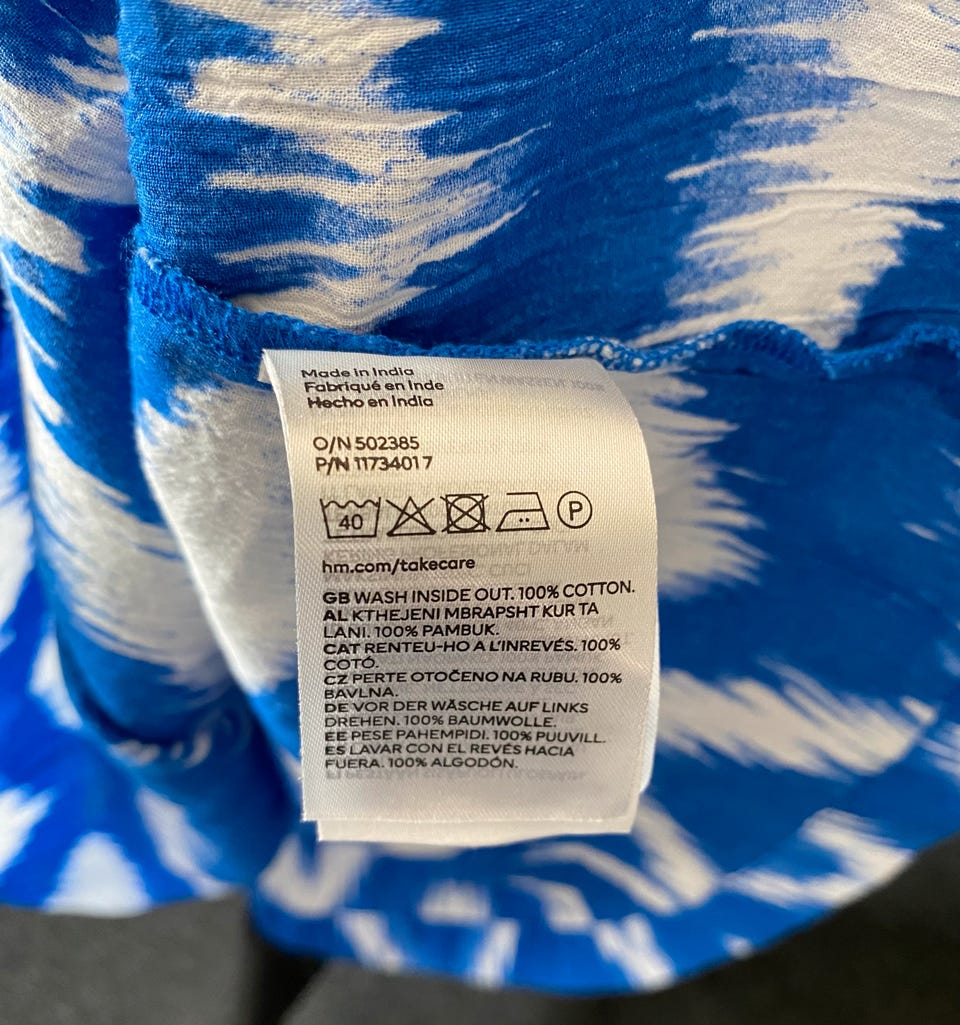 Made in India
Fabriqué en Inde
Hecho en India
O/N 502385
P/N 11734017
40
P
hm.com/takecare
GB WASH INSIDE OUT. 100% COTTON.
AL KTHEJENI MBRAPSHT KUR TA
LANI. 100% PAMBUK.
CAT RENTEU-HO A L'INREVÉS. 100%
COTÓ.
CZ PERTE OTOČENO NA RUBU. 100%
BAVLNA.
DE VOR DER WÄSCHE AUF LINKS
DREHEN. 100% BAUMWOLLE.
EE PESE PAHEMPIDI. 100% PUUVILL.
ES LAVAR CON EL REVÉS HACIA
FUERA. 100% ALGODÓN.